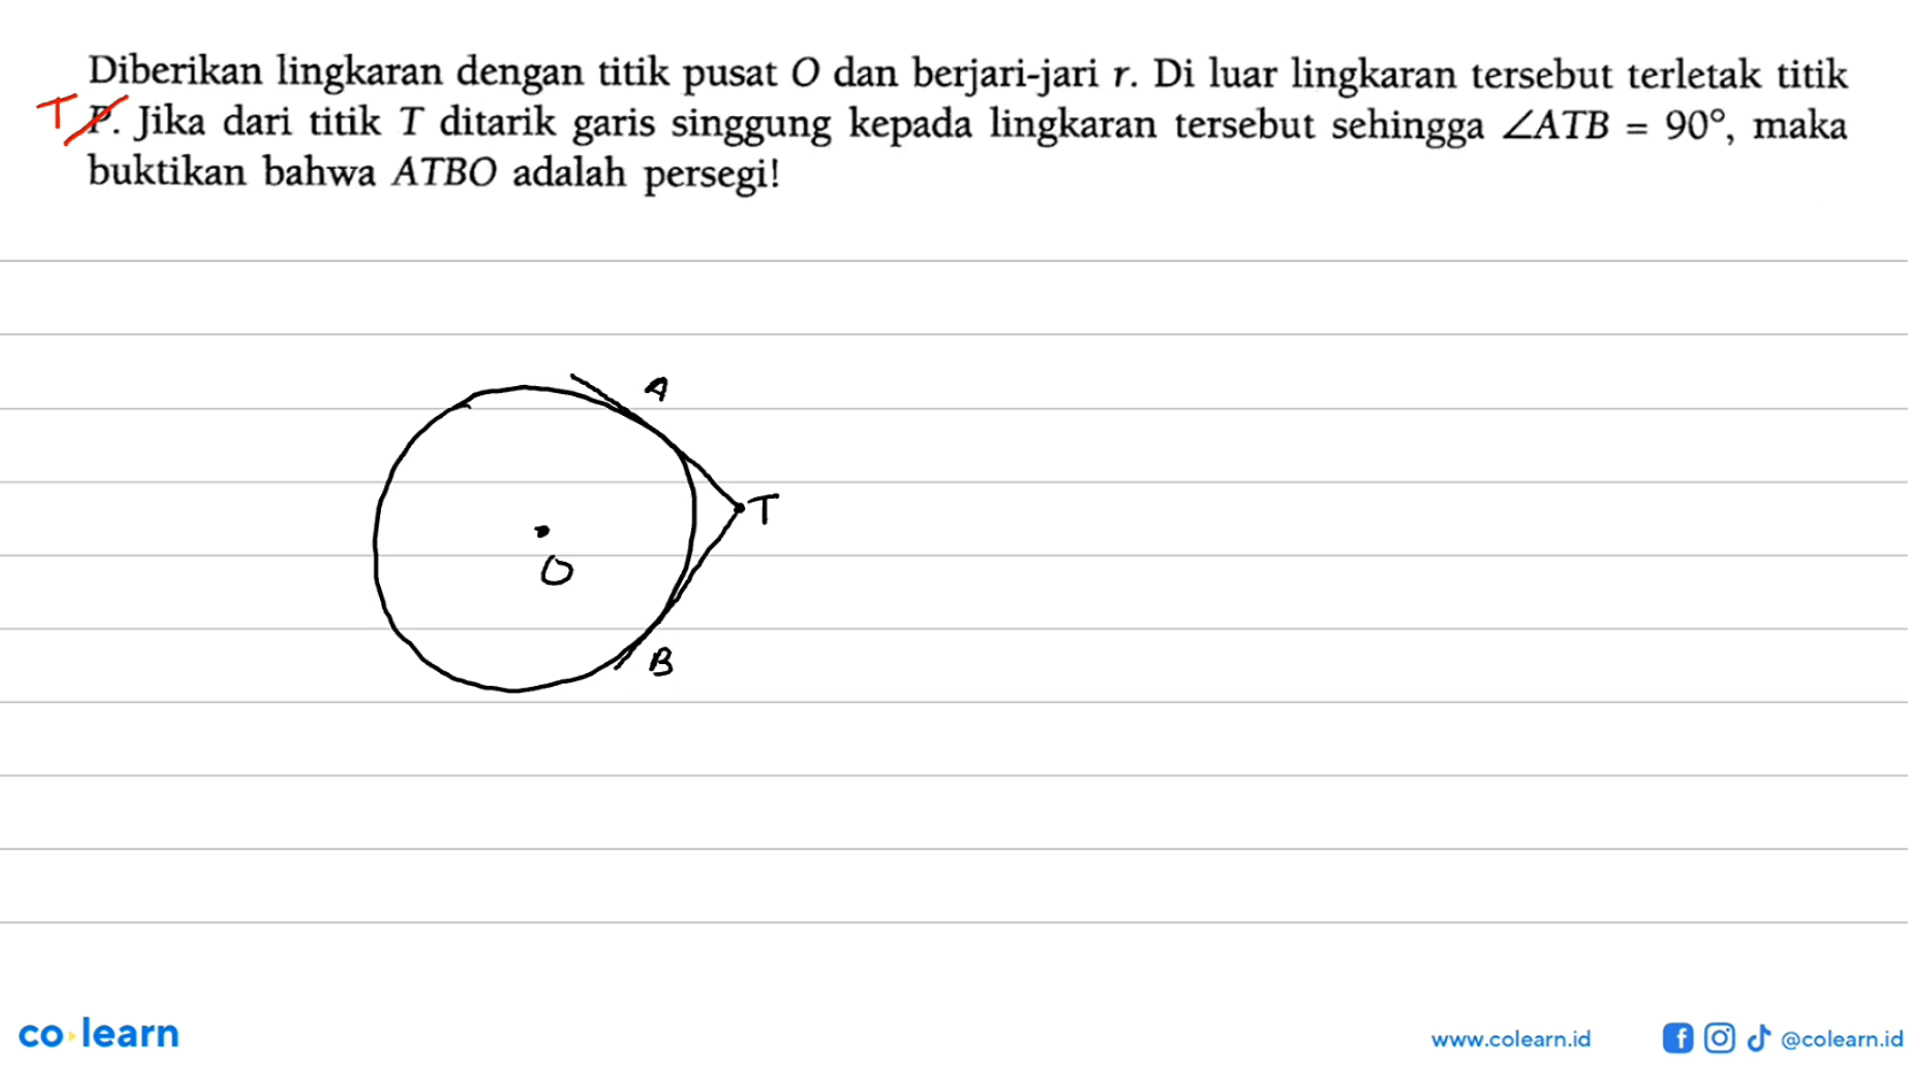 Diberikan lingkaran dengan titik pusat O dan berjari-jari r. Di luar lingkaran tersebut terletak titik
T P. Jika dari titik T ditarik garis singgung kepada lingkaran tersebut sehingga ∠ATB = 90°, maka
buktikan bahwa ATBO adalah persegi!
A
T
O
B
co learn
www.colearn.id @colearn.id